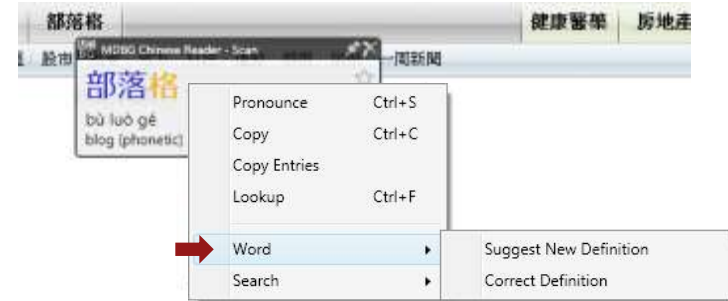 部落格 健康醫藥 房地產
股市 一周新聞
MDBG Chinese Reader - Scan
部落格
bù luò gé
blog (phonetic)
Pronounce Ctrl+S
Copy Ctrl+C
Copy Entries
Lookup Ctrl+F
Word
Search
Suggest New Definition
Correct Definition